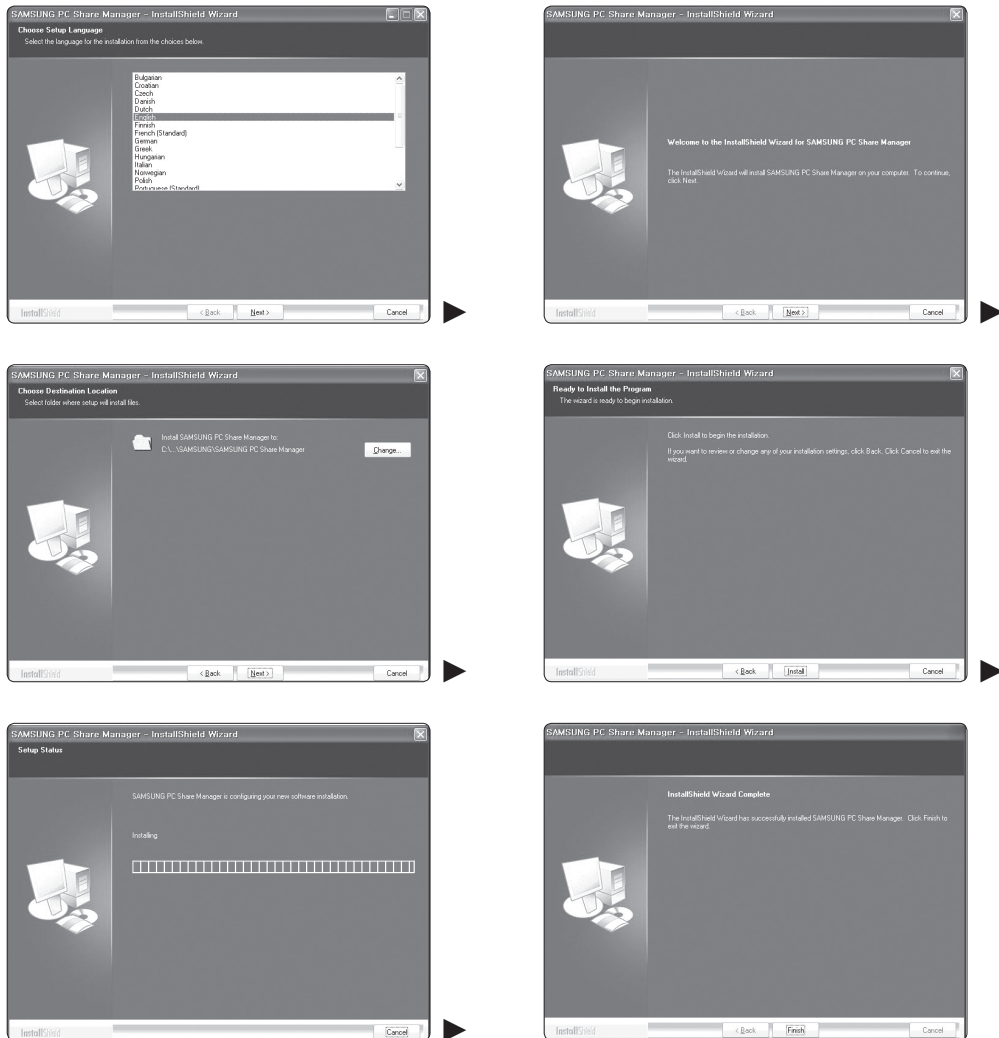 SAMSUNG PC Share Manager – InstallShield Wizard
Choose Setup Language
Select the language for the installation from the choices below.
Bulgarian
Croatian
Czech
Danish
Dutch
English
Finnish
French (Standard)
German
Greek
Hungarian
Italian
Norwegian
Polish
Portuguese (Standard)
InstallShield
< Back
Next >
Cancel
SAMSUNG PC Share Manager – InstallShield Wizard
Welcome to the InstallShield Wizard for SAMSUNG PC Share Manager
The InstallShield Wizard will install SAMSUNG PC Share Manager on your computer. To continue,
click Next.
InstallShield
< Back
Next >
Cancel
SAMSUNG PC Share Manager – InstallShield Wizard
Choose Destination Location
Select folder where setup will install files.
Install SAMSUNG PC Share Manager to:
C:\...\SAMSUNG\SAMSUNG PC Share Manager
Change...
InstallShield
< Back
Next >
Cancel
SAMSUNG PC Share Manager – InstallShield Wizard
Ready to Install the Program
The wizard is ready to begin installation.
Click Install to begin the installation.
If you want to review or change any of your installation settings, click Back. Click Cancel to exit the
wizard.
InstallShield
< Back
Install
Cancel
SAMSUNG PC Share Manager – InstallShield Wizard
Setup Status
SAMSUNG PC Share Manager is configuring your new software installation.
Installing
InstallShield
Cancel
SAMSUNG PC Share Manager – InstallShield Wizard
InstallShield Wizard Complete
The InstallShield Wizard has successfully installed SAMSUNG PC Share Manager. Click Finish to
exit the wizard.
InstallShield
< Back
Finish
Cancel